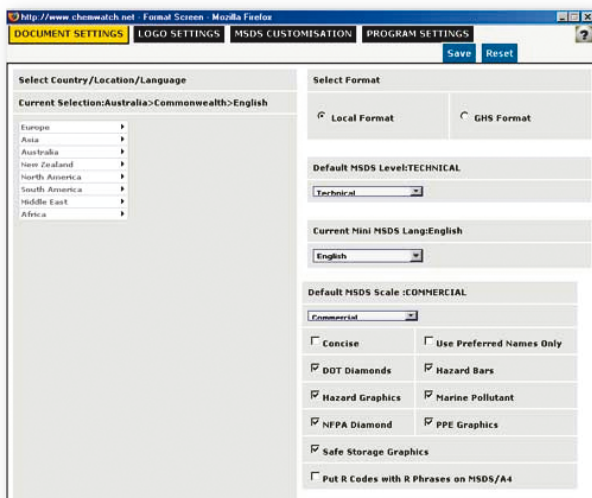 http://www.chemwatch.net - Format Screen - Mozilla Firefox
DOCUMENT SETTINGS LOGO SETTINGS MSDS CUSTOMISATION PROGRAM SETTINGS ?
Save Reset
Select Country/Location/Language
Current Selection:Australia>Commonwealth>English
Europe
Asia
Australia
New Zealand
North America
South America
Middle East
Africa
Select Format
Local Format GHS Format
Default MSDS Level:TECHNICAL
Technical
Current Mini MSDS Lang:English
English
Default MSDS Scale :COMMERCIAL
Commercial
Concise Use Preferred Names Only
DOT Diamonds Hazard Bars
Hazard Graphics Marine Pollutant
NFPA Diamond PPE Graphics
Safe Storage Graphics
Put R Codes with R Phrases on MSDS/A4